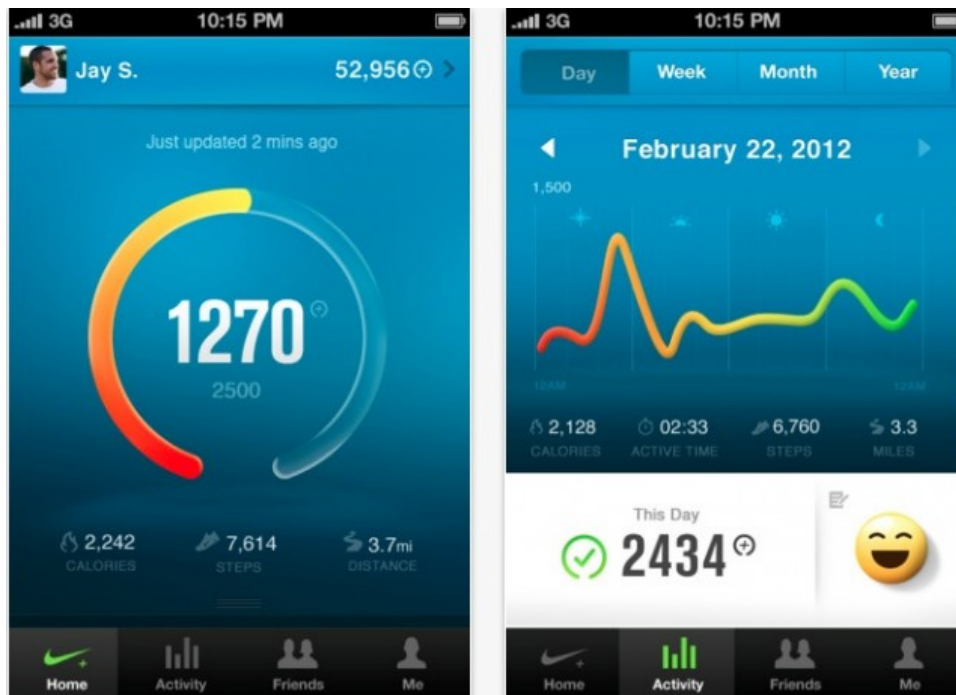 3G 10:15 PM
Jay S. 52,956
Just updated 2 mins ago
1270
2500
2,242 7,614 3.7mi
CALORIES STEPS DISTANCE
Home Activity Friends Me
3G 10:15 PM
Day Week Month Year
February 22, 2012
1,500
12AM 12AM
2,128 02:33 6,760 3.3
CALORIES ACTIVE TIME STEPS MILES
This Day
2434
Home Activity Friends Me